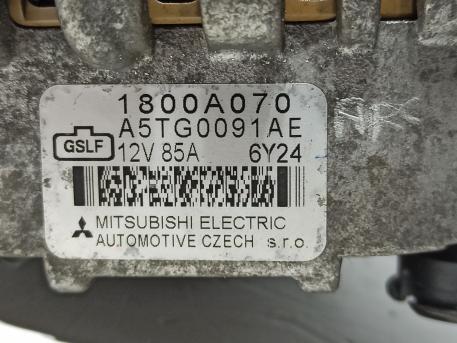 1800A070
A5TG0091AE
GSLF
12V 85A 6Y24
MITSUBISHI ELECTRIC
AUTOMOTIVE CZECH s.r.o.